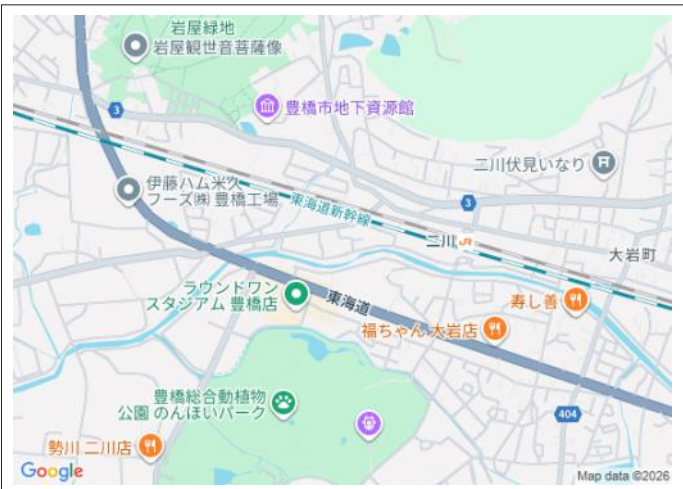 岩屋緑地
岩屋観世音菩薩像
3
豊橋市地下資源館
二川伏見いなり
伊藤ハム米久
フーズ㈱ 豊橋工場
東海道新幹線
3
二川
JR
大岩町
ラウンドワン
スタジアム 豊橋店
東海道
寿し善
福ちゃん 大岩店
豊橋総合動植物
公園 のんほいパーク
404
勢川 二川店
Google
Map data ©2026